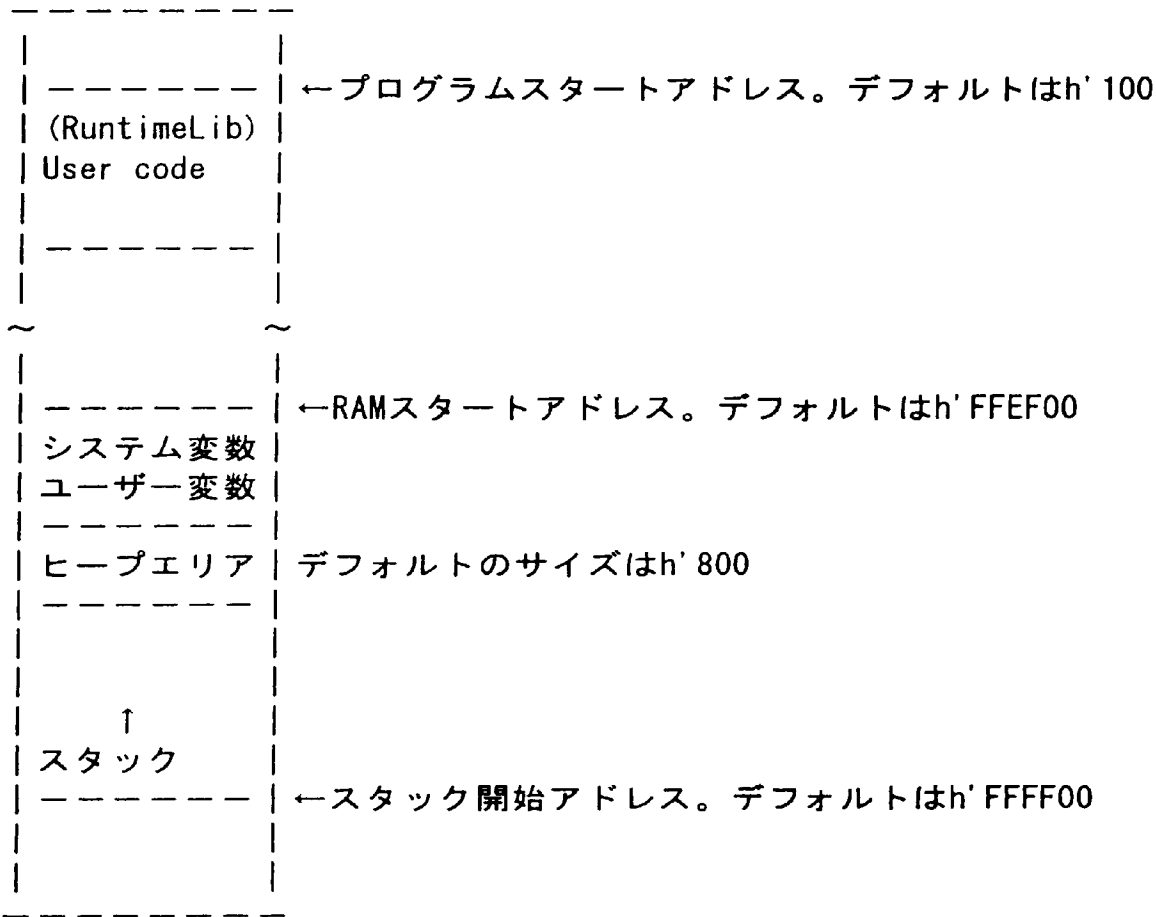 ←プログラムスタートアドレス。デフォルトはh'100
(RuntimeLib)
User code
←RAMスタートアドレス。デフォルトはh'FFEF00
システム変数
ユーザー変数
ヒープエリア デフォルトのサイズはh'800
↑
スタック
←スタック開始アドレス。デフォルトはh'FFFF00